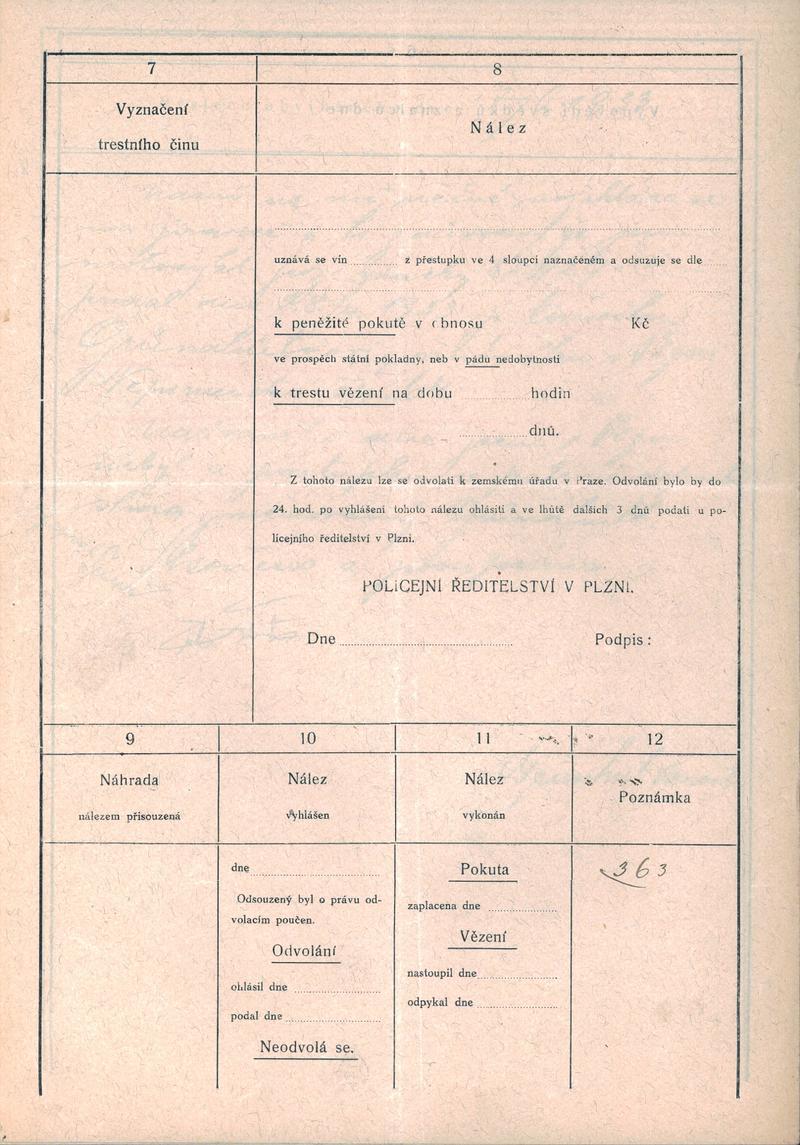 7
8
Vyznačení
trestního činu
Nález
uznává se vin z přestupku ve 4 sloupci naznačeném a odsuzuje se dle
k peněžité pokutě v obnosu Kč
ve prospěch státní pokladny, neb v pádu nedobytnosti
k trestu vězení na dobu hodin
dnů.
Z tohoto nálezu lze se odvolati k zemskému úřadu v Praze. Odvolání bylo by do
24. hod. po vyhlášení tohoto nálezu ohlásiti a ve lhůtě dalších 3 dnů podati u po-
licejního ředitelství v Plzni.
POLICEJNÍ ŘEDITELSTVÍ V PLZNI.
Dne Podpis :
9
10
11
12
Náhrada
nálezem přisouzená
Nález
vyhlášen
Nález
vykonán
Poznámka
dne
Odsouzený byl o právu od-
volacím poučen.
Odvolání
ohlásil dne
podal dne
Neodvolá se.
Pokuta
zaplacena dne
Vězení
nastoupil dne
odpykal dne
363